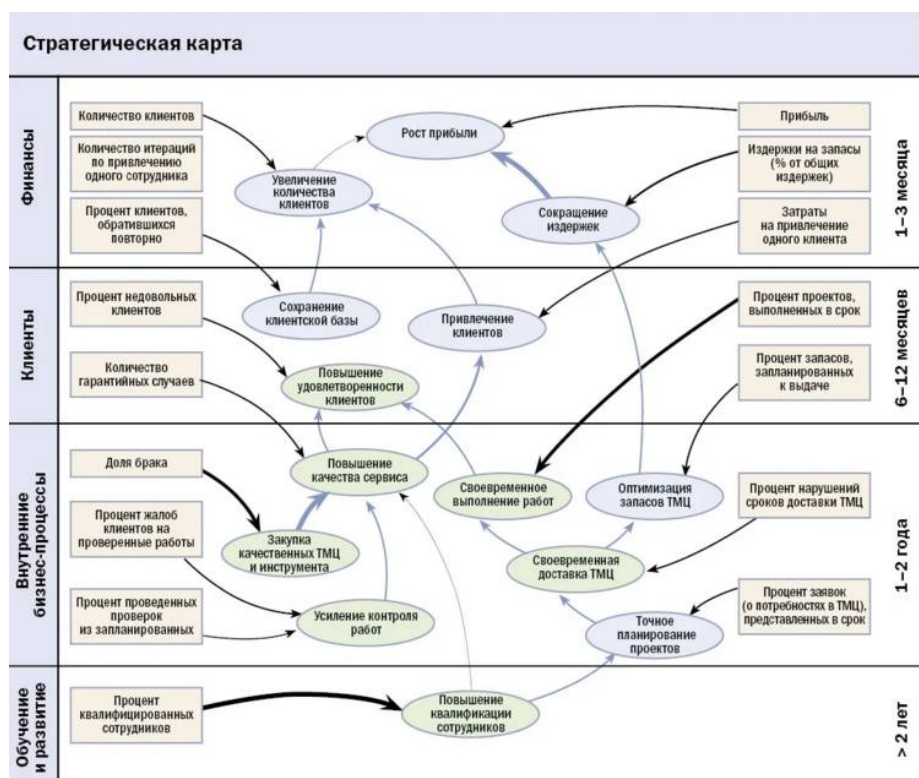 Стратегическая карта
Финансы
Количество клиентов
Количество итераций
по привлечению
одного сотрудника
Процент клиентов,
обратившихся
повторно
Рост прибыли
Увеличение
количества
клиентов
Сокращение
издержек
Прибыль
Издержки на запасы
(% от общих
издержек)
Затраты
на привлечение
одного клиента
1–3 месяца
Клиенты
Процент недовольных
клиентов
Количество
гарантийных случаев
Сохранение
клиентской базы
Привлечение
клиентов
Повышение
удовлетворенности
клиентов
Процент проектов,
выполненных в срок
Процент запасов,
запланированных
к выдаче
6–12 месяцев
Внутренние
бизнес-процессы
Доля брака
Процент жалоб
клиентов на
проверенные работы
Процент проведенных
проверок
из запланированных
Повышение
качества сервиса
Своевременное
выполнение работ
Оптимизация
запасов ТМЦ
Закупка
качественных ТМЦ
и инструмента
Своевременная
доставка ТМЦ
Усиление контроля
работ
Точное
планирование
проектов
Процент нарушений
сроков доставки ТМЦ
Процент заявок
(о потребностях в ТМЦ),
представленных в срок
1–2 года
Обучение
и развитие
Процент
квалифицированных
сотрудников
Повышение
квалификации
сотрудников
> 2 лет